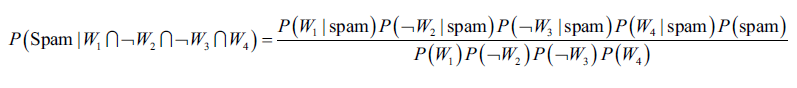 P(Spam | W₁ ⋂ ¬W₂ ⋂ ¬W₃ ⋂ W₄) = P(W₁ | spam) P(¬W₂ | spam) P(¬W₃ | spam) P(W₄ | spam) P(spam)
P(W₁) P(¬W₂) P(¬W₃) P(W₄)